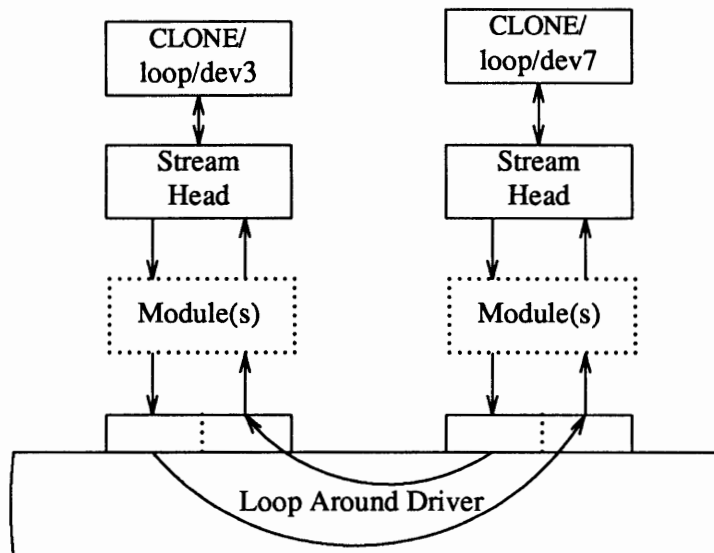 CLONE/
loop/dev3
CLONE/
loop/dev7
Stream
Head
Stream
Head
Module(s)
Module(s)
Loop Around Driver